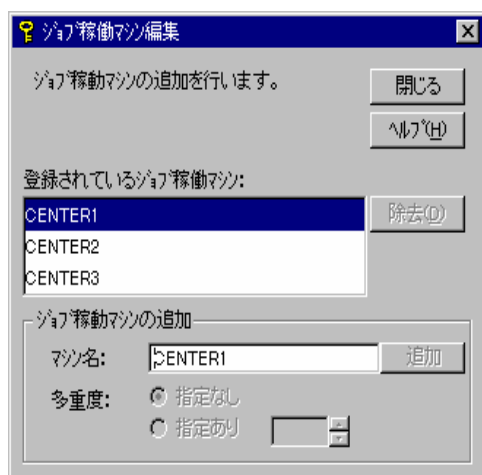 ｼﾞｮﾌﾞ稼働ﾏｼﾝ編集
ｼﾞｮﾌﾞ稼動ﾏｼﾝの追加を行います。
閉じる
ﾍﾙﾌﾟ(H)
登録されているｼﾞｮﾌﾞ稼動ﾏｼﾝ:
CENTER1
除去(D)
CENTER2
CENTER3
ｼﾞｮﾌﾞ稼動ﾏｼﾝの追加
ﾏｼﾝ名:
CENTER1
追加
多重度:
指定なし
指定あり